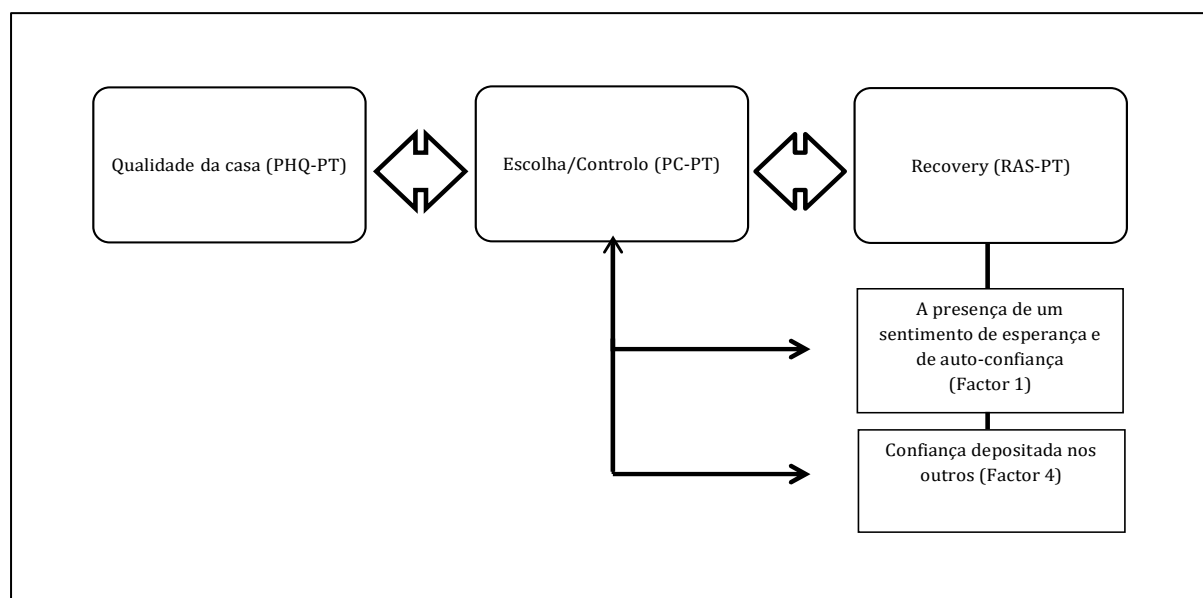 Qualidade da casa (PHQ-PT)
Escolha/Controlo (PC-PT)
Recovery (RAS-PT)
A presença de um
sentimento de esperança e
de auto-confiança
(Factor 1)
Confiança depositada nos
outros (Factor 4)